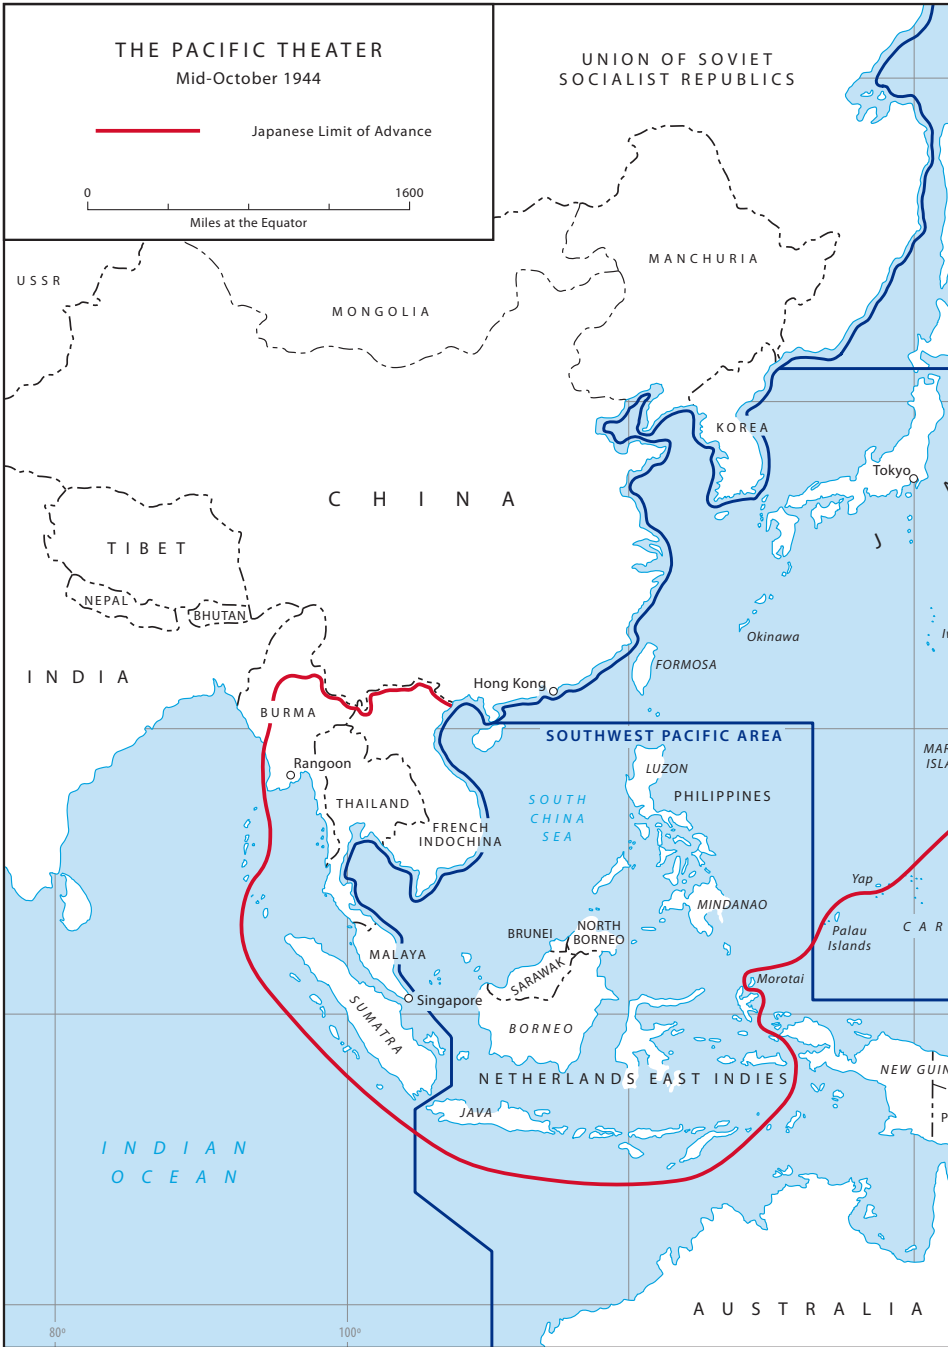 THE PACIFIC THEATER
Mid-October 1944
Japanese Limit of Advance
0
1600
Miles at the Equator
UNION OF SOVIET
SOCIALIST REPUBLICS
USSR
MONGOLIA
MANCHURIA
KOREA
Tokyo
CHINA
J
TIBET
NEPAL
BHUTAN
Okinawa
INDIA
FORMOSA
Hong Kong
BURMA
SOUTHWEST PACIFIC AREA
Rangoon
LUZON
PHILIPPINES
THAILAND
SOUTH
CHINA
SEA
FRENCH
INDOCHINA
Yap
MINDANAO
Palau
Islands
CAR
BRUNEI
NORTH
BORNEO
MALAYA
SARAWAK
Morotai
Singapore
SUMATRA
BORNEO
NETHERLANDS EAST INDIES
NEW GUIN
JAVA
P
INDIAN
OCEAN
AUSTRALIA
80°
100°